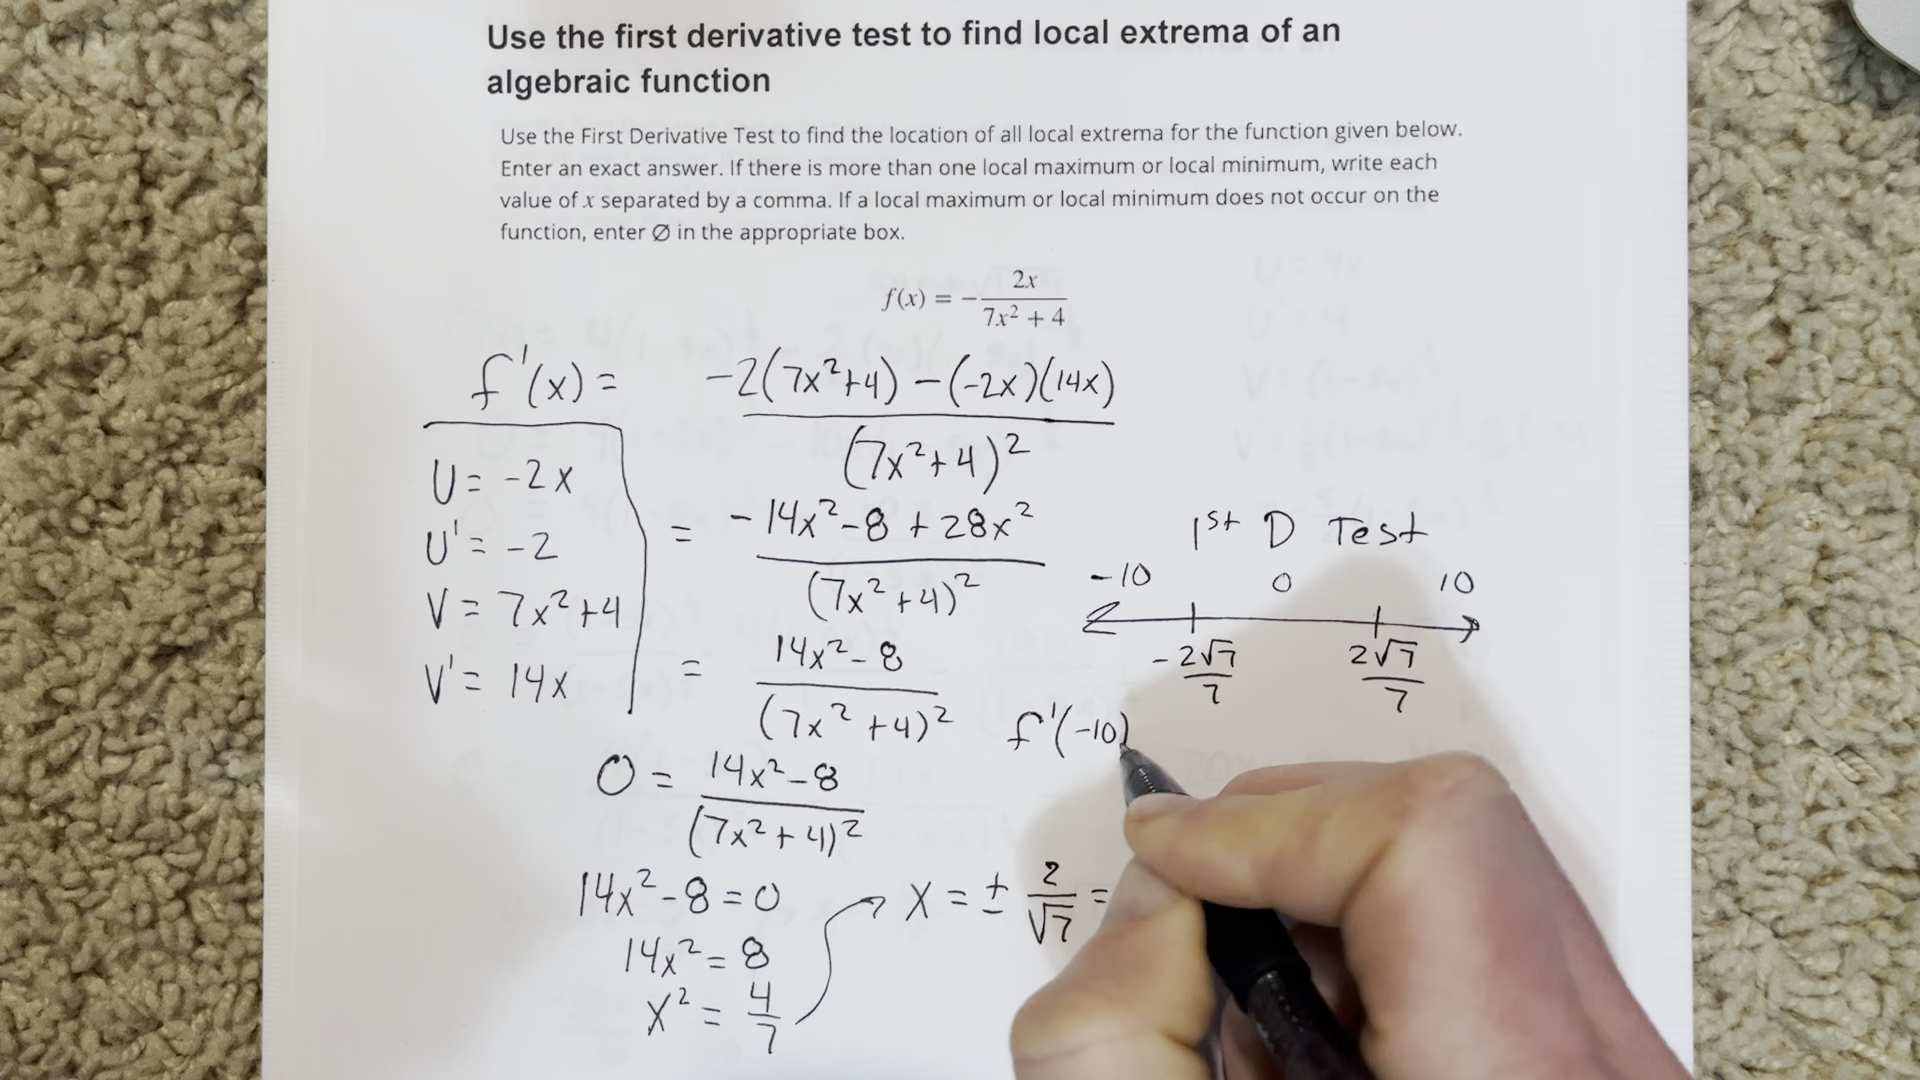 Use the first derivative test to find local extrema of an
algebraic function
Use the First Derivative Test to find the location of all local extrema for the function given below.
Enter an exact answer. If there is more than one local maximum or local minimum, write each
value of x separated by a comma. If a local maximum or local minimum does not occur on the
function, enter Ø in the appropriate box.
f(x) = - 2x / 7x² + 4
f'(x) = -2(7x²+4) - (-2x)(14x) / (7x²+4)²
U = -2x
U' = -2
V = 7x²+4
V' = 14x
= -14x²-8+28x² / (7x²+4)²
= 14x²-8 / (7x²+4)²
0 = 14x²-8 / (7x²+4)²
14x²-8=0
14x²=8
x² = 4/7
x = ± 2/√7 =
1st D Test
-10 0 10
-2√7/7 2√7/7
f'(-10)